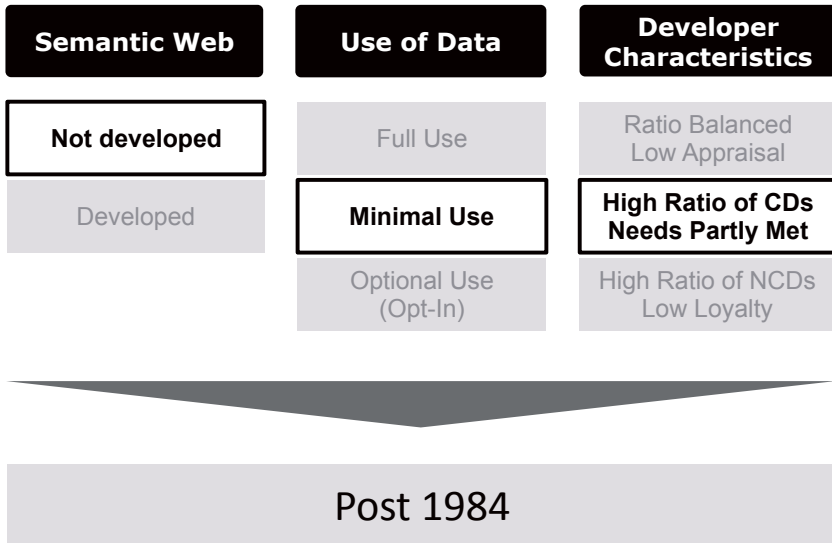 Semantic Web
Not developed
Developed
Use of Data
Full Use
Minimal Use
Optional Use
(Opt-In)
Developer
Characteristics
Ratio Balanced
Low Appraisal
High Ratio of CDs
Needs Partly Met
High Ratio of NCDs
Low Loyalty
Post 1984